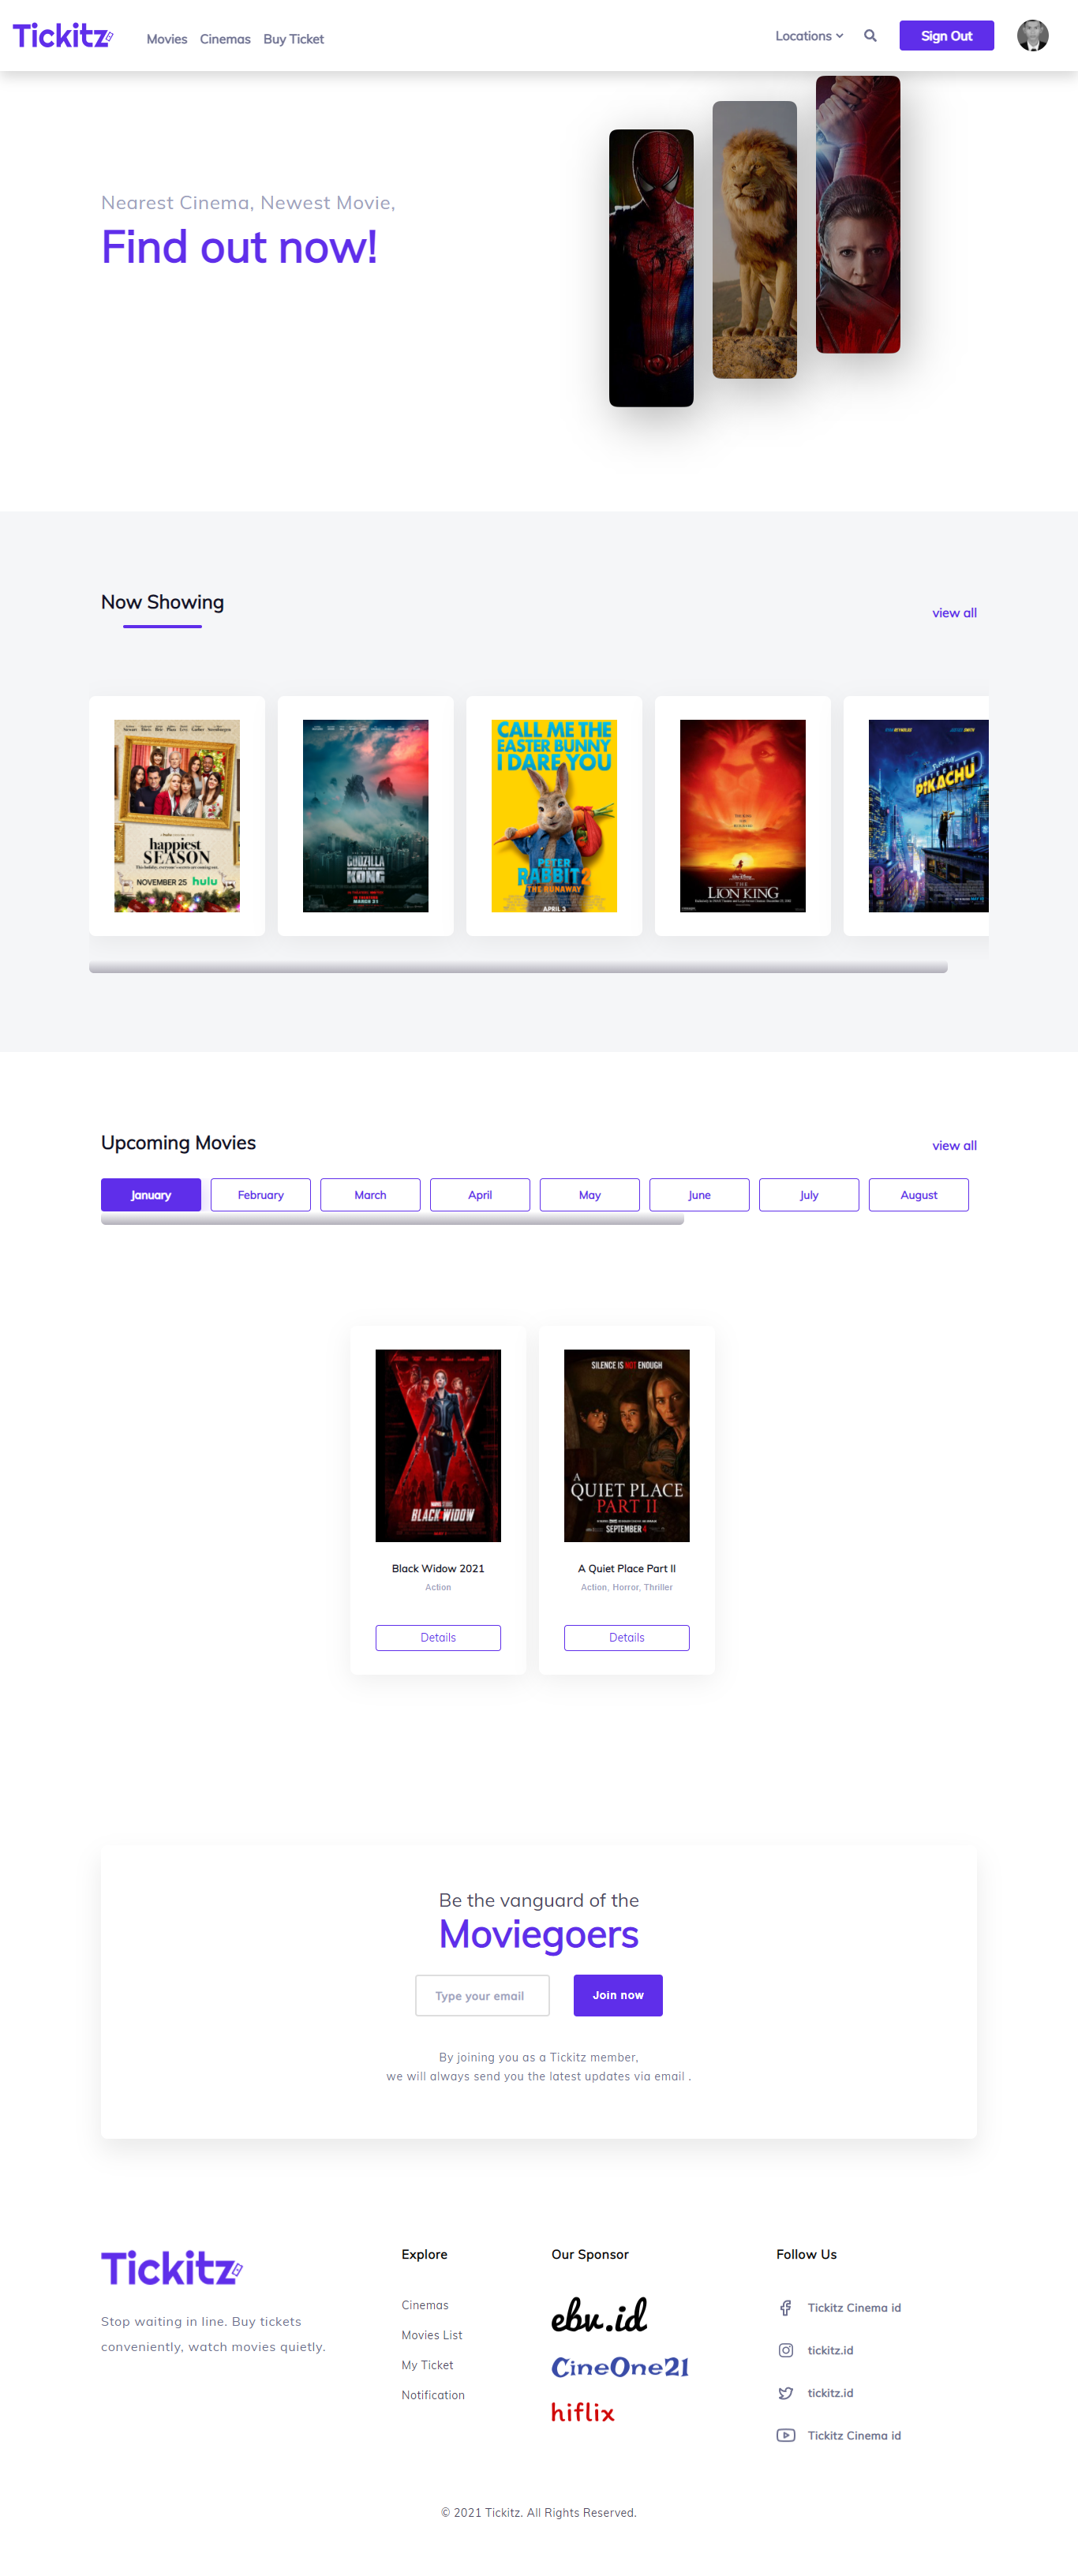 Tickitz
Movies Cinemas Buy Ticket
Locations
Sign Out
Nearest Cinema, Newest Movie,
Find out now!
Now Showing
view all
happiest
SEASON
NOVEMBER 25 hulu
GODZILLA
KONG
MARCH 31
CALL ME THE
EASTER BUNNY
I DARE YOU
PETER
RABBIT 2
THE RUNAWAY
APRIL 3
THE
LION KING
PIKACHU
Upcoming Movies
view all
January
February
March
April
May
June
July
August
BLACK WIDOW
SILENCE IS NOT ENOUGH
A
QUIET PLACE
PART II
SEPTEMBER 4
Black Widow 2021
Action
Details
A Quiet Place Part II
Action, Horror, Thriller
Details
Be the vanguard of the
Moviegoers
Type your email
Join now
By joining you as a Tickitz member,
we will always send you the latest updates via email .
Tickitz
Stop waiting in line. Buy tickets
conveniently, watch movies quietly.
Explore
Cinemas
Movies List
My Ticket
Notification
Our Sponsor
ebv.id
CineOne21
hiflix
Follow Us
Tickitz Cinema id
tickitz.id
tickitz.id
Tickitz Cinema id
© 2021 Tickitz. All Rights Reserved.